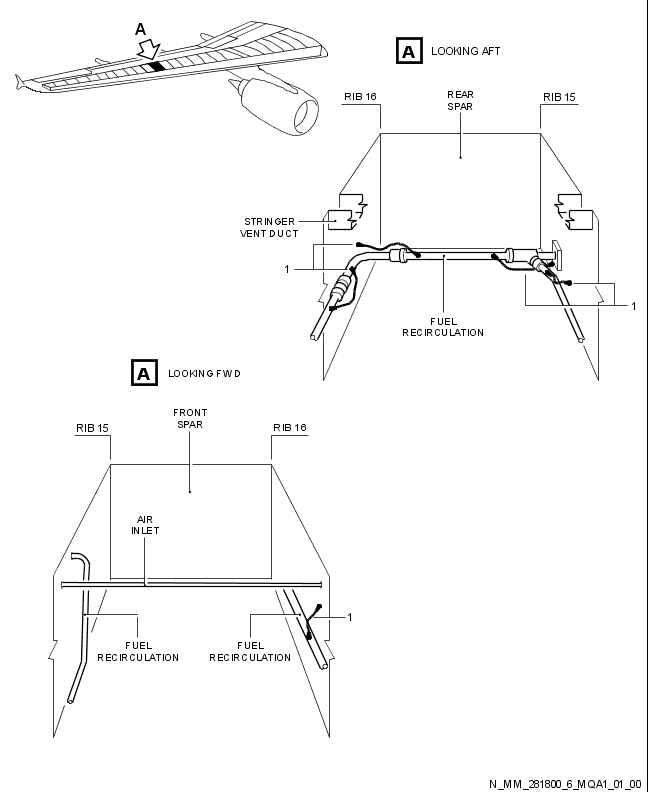 A
A LOOKING AFT
RIB 16
REAR
SPAR
RIB 15
STRINGER
VENT DUCT
1
1
FUEL
RECIRCULATION
A LOOKING FWD
FRONT
SPAR
RIB 15
RIB 16
AIR
INLET
1
FUEL
RECIRCULATION
FUEL
RECIRCULATION
N_MM_281800_6_MQA1_01_00